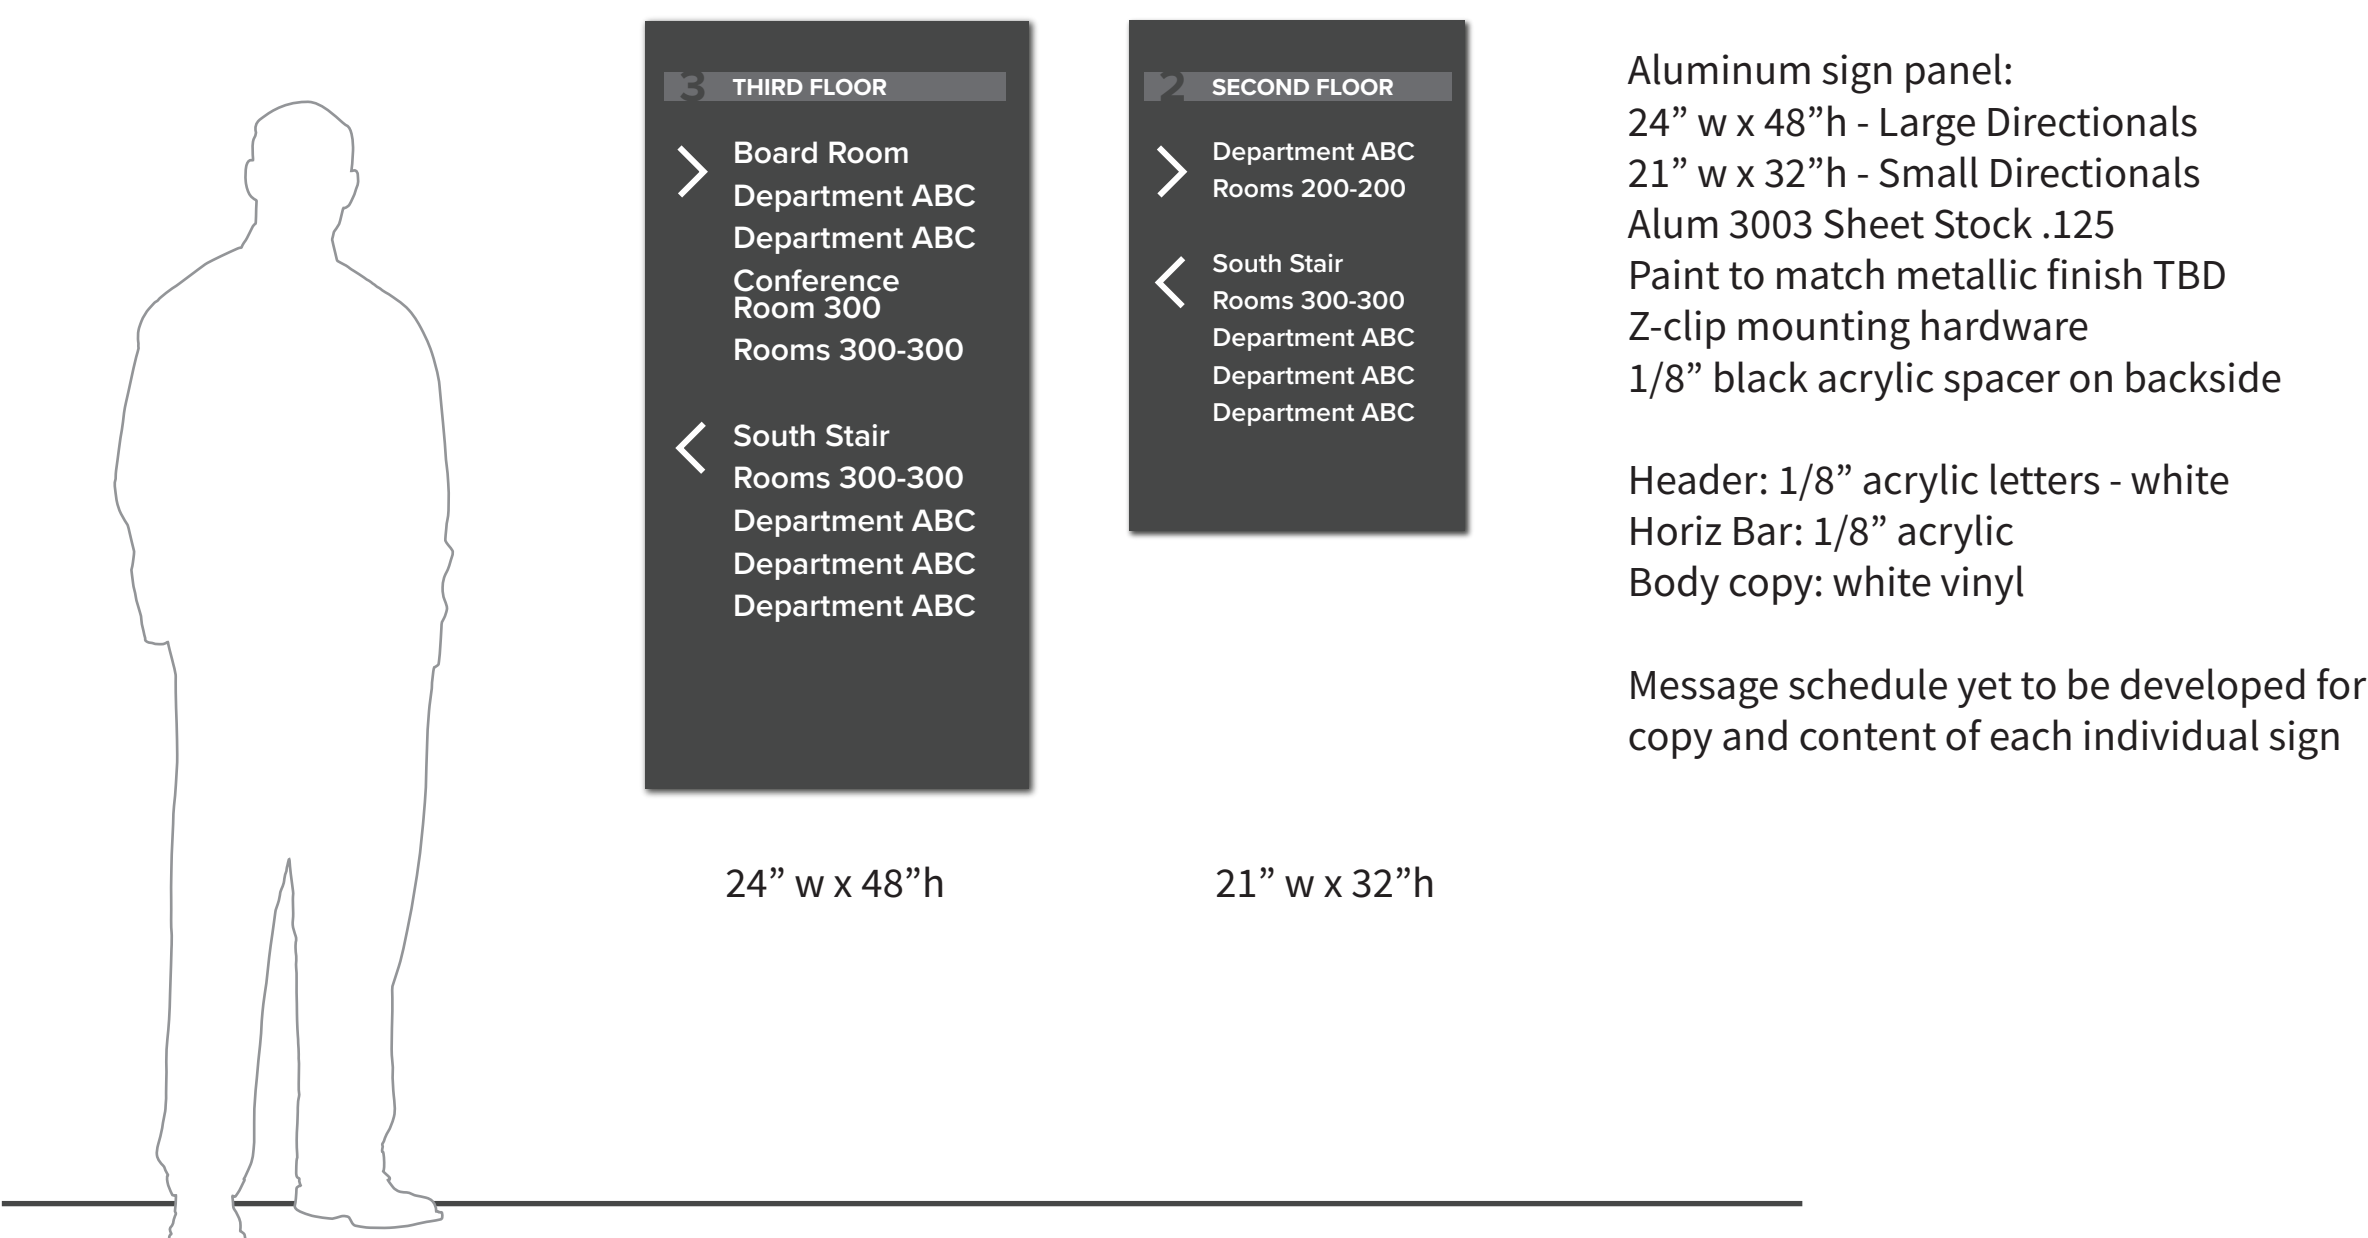 3 THIRD FLOOR
Board Room
Department ABC
Department ABC
Conference
Room 300
Rooms 300-300
South Stair
Rooms 300-300
Department ABC
Department ABC
Department ABC
24” w x 48”h
2 SECOND FLOOR
Department ABC
Rooms 200-200
South Stair
Rooms 300-300
Department ABC
Department ABC
Department ABC
21” w x 32”h
Aluminum sign panel:
24” w x 48”h - Large Directionals
21” w x 32”h - Small Directionals
Alum 3003 Sheet Stock .125
Paint to match metallic finish TBD
Z-clip mounting hardware
1/8” black acrylic spacer on backside
Header: 1/8” acrylic letters - white
Horiz Bar: 1/8” acrylic
Body copy: white vinyl
Message schedule yet to be developed for
copy and content of each individual sign